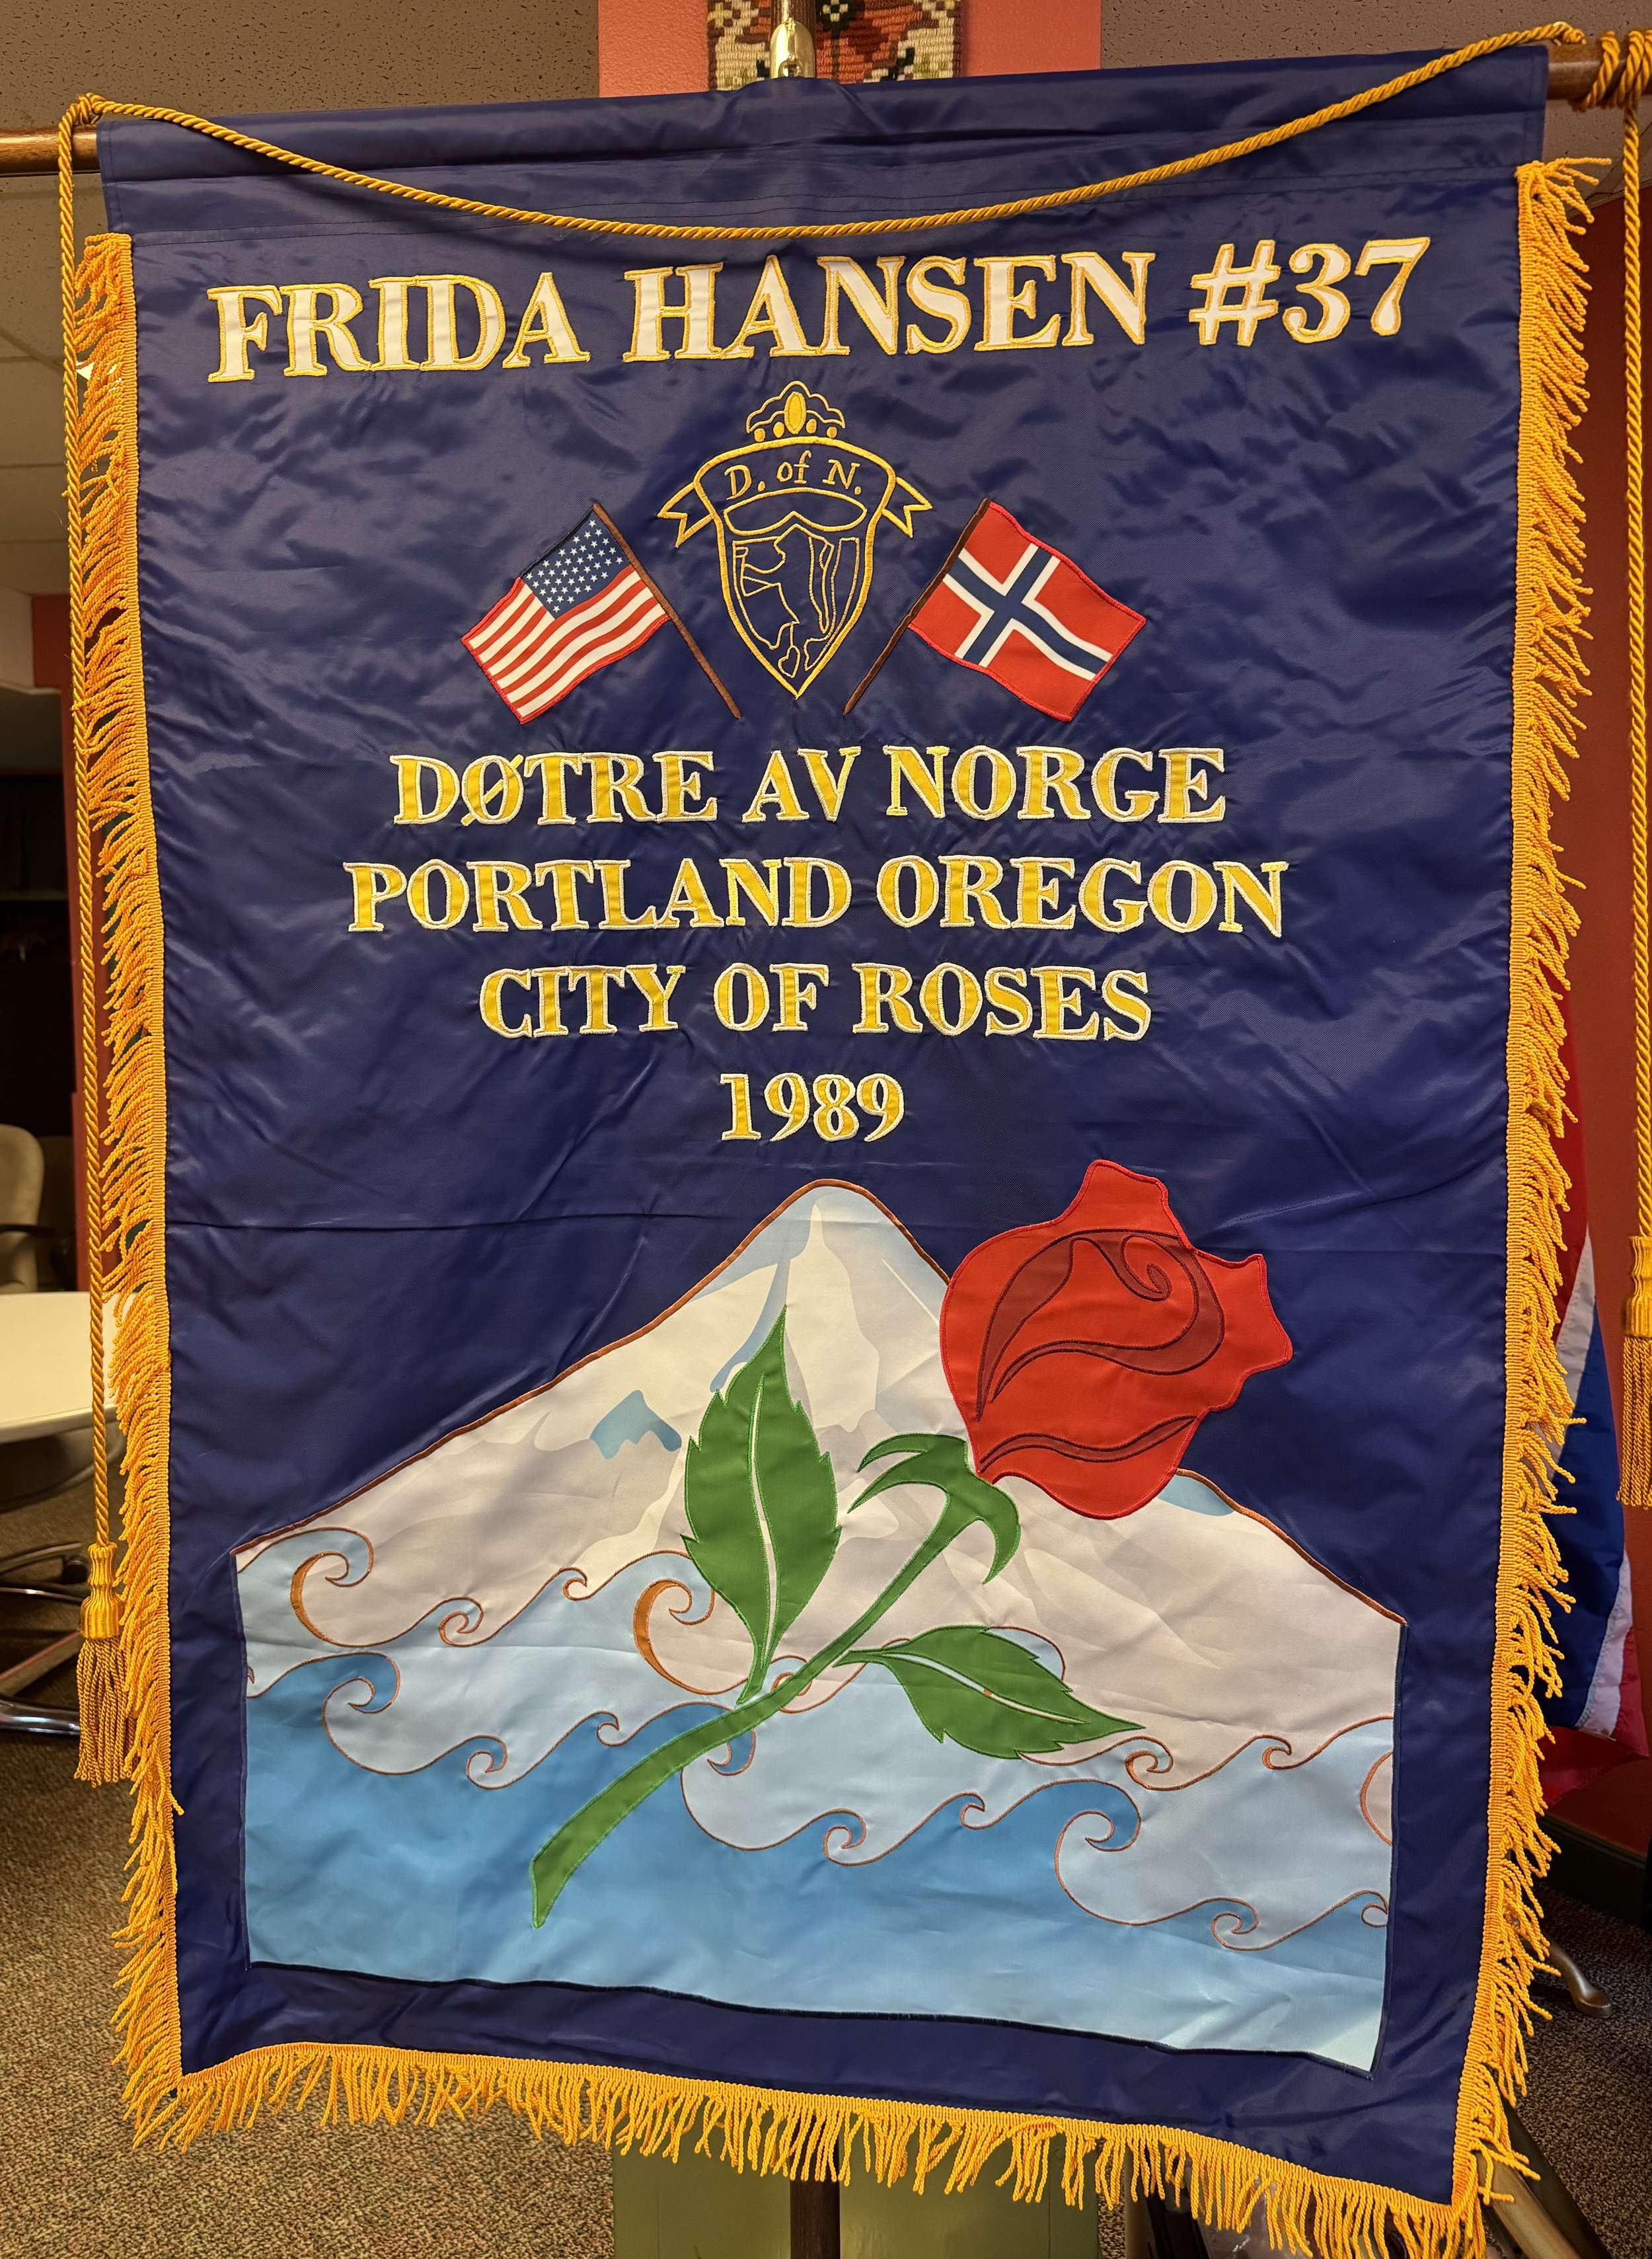 FRIDA HANSEN #37
D. of N.
DØTRE AV NORGE
PORTLAND OREGON
CITY OF ROSES
1989